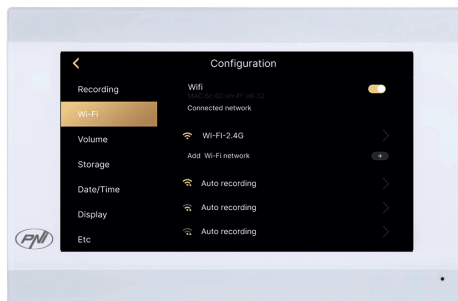 Configuration
Recording
Wi-Fi
Volume
Storage
Date/Time
Display
Etc
Wifi
Connected network
WI-FI-2.4G
Add Wi-Fi network
+
Auto recording
Auto recording
Auto recording
PNI